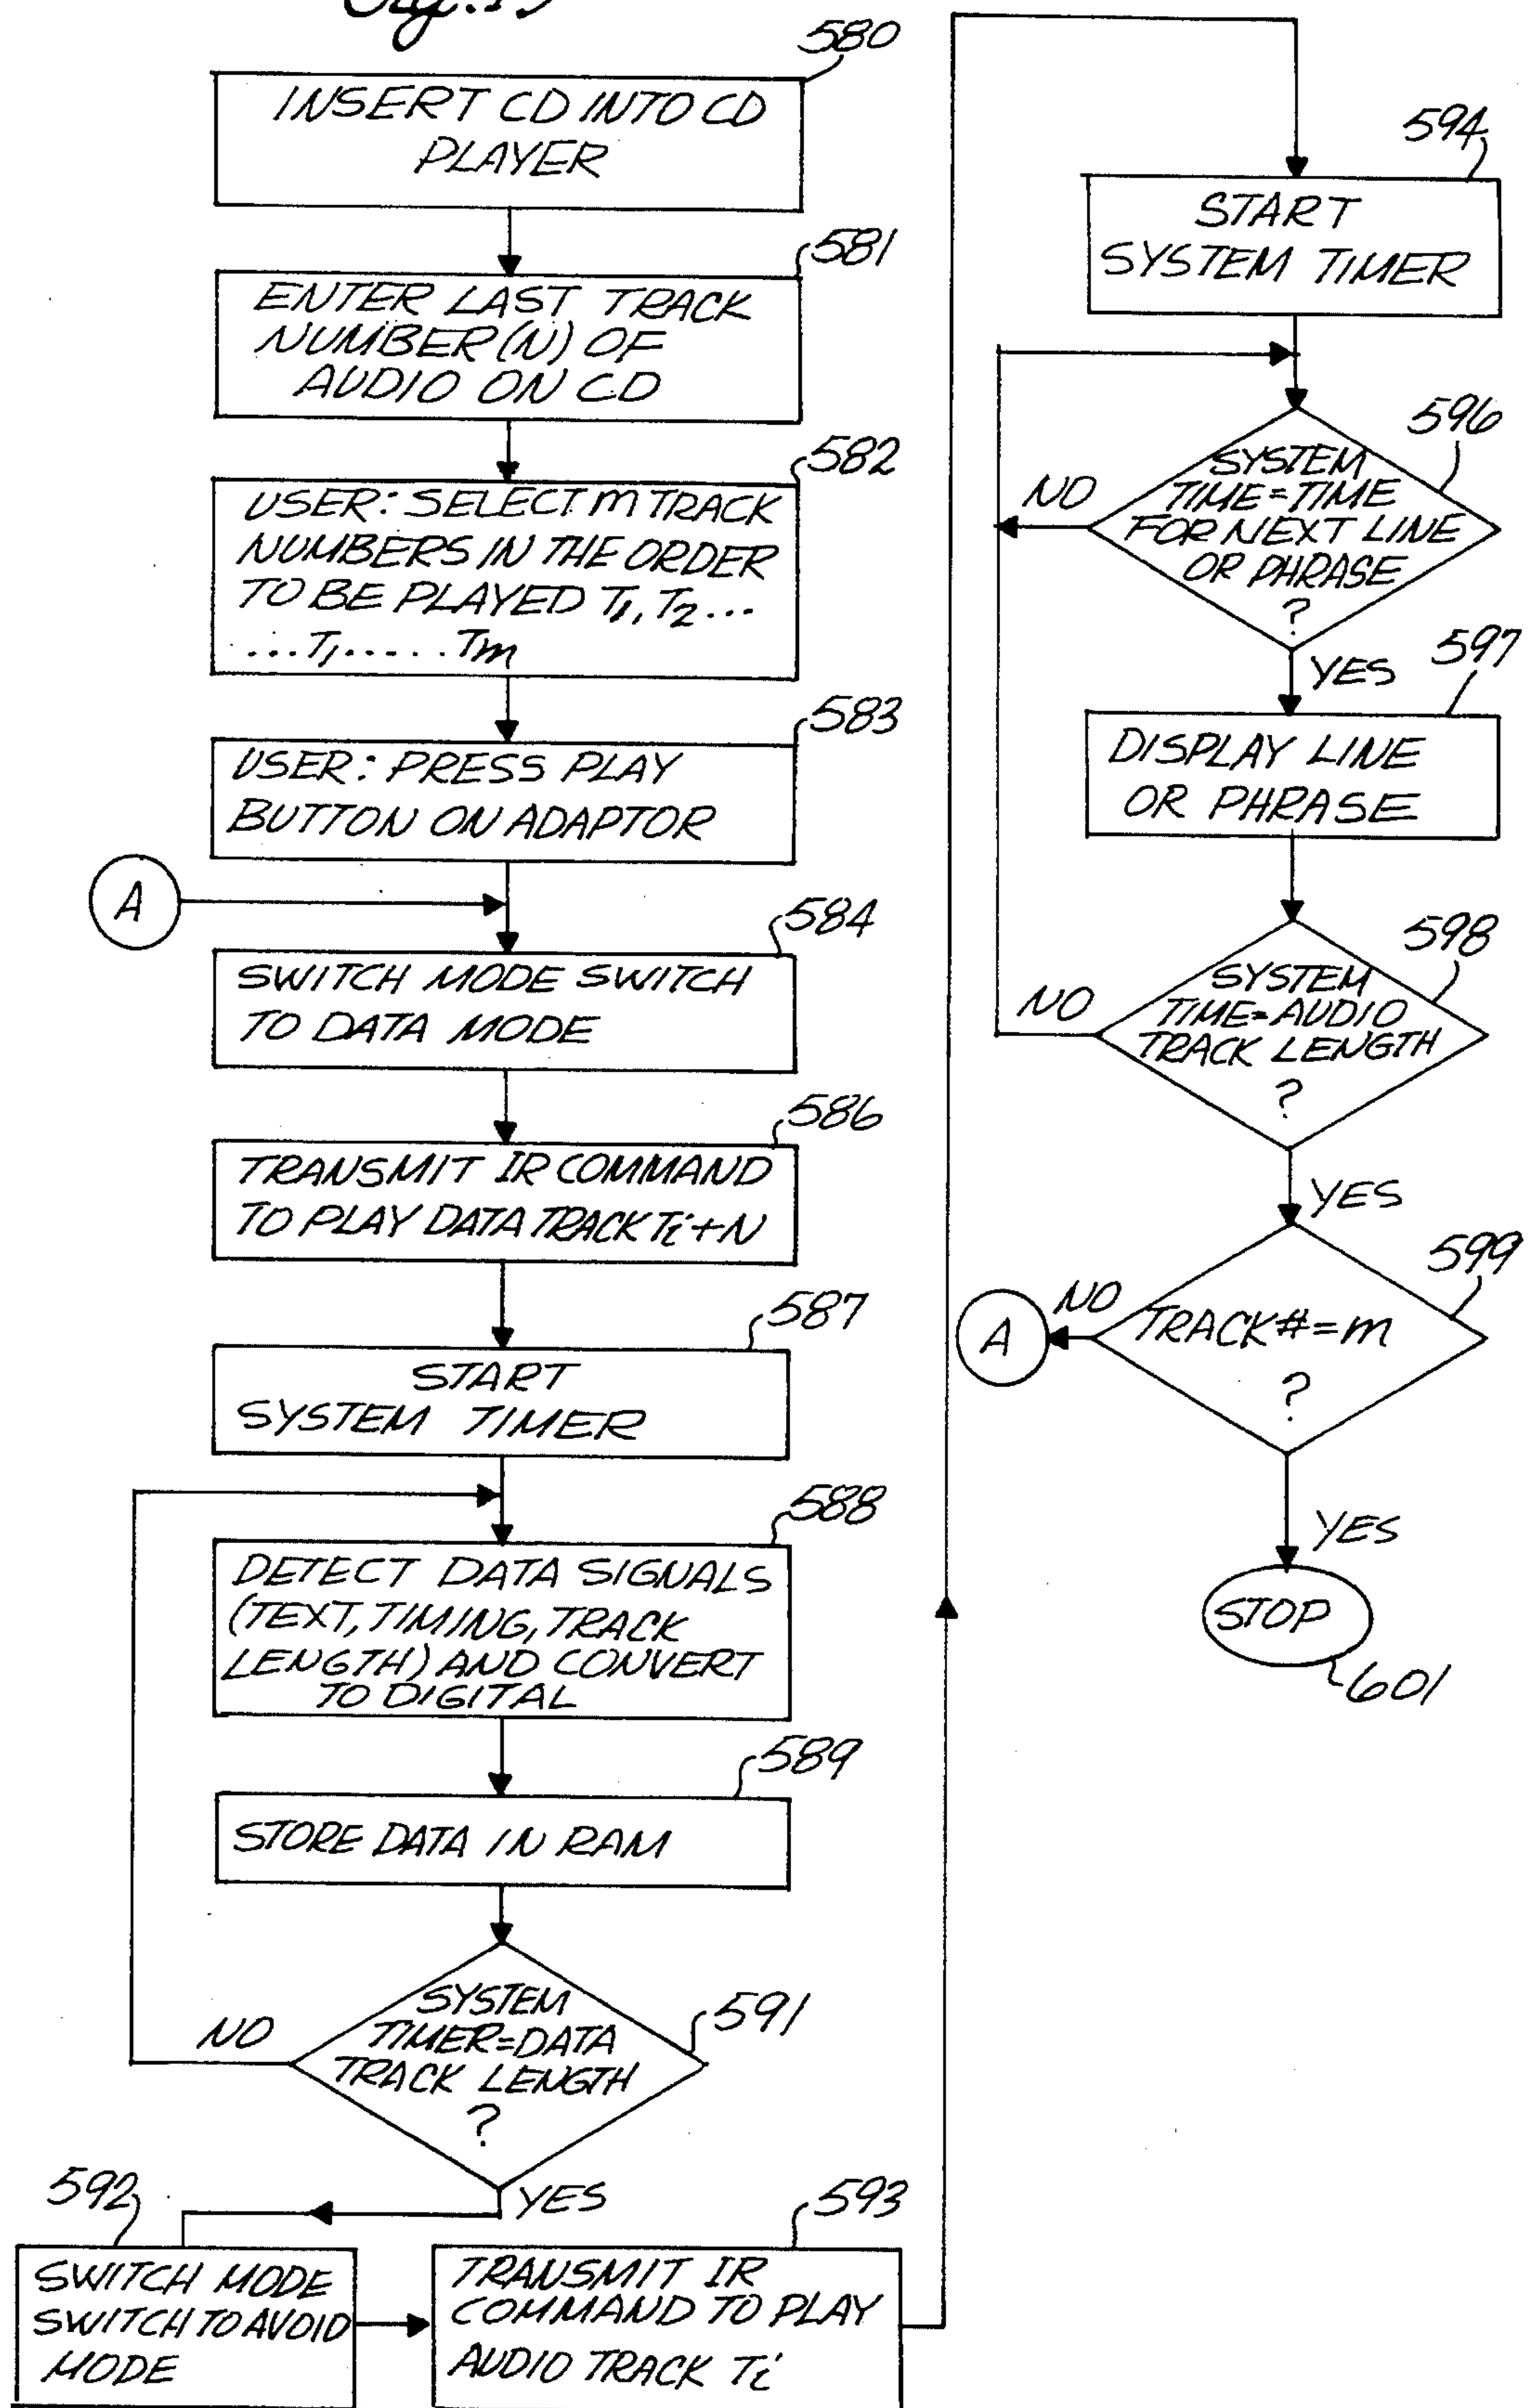 Fig. 19
580
INSERT CD INTO CD
PLAYER
581
ENTER LAST TRACK
NUMBER(N) OF
AUDIO ON CD
582
USER: SELECT m TRACK
NUMBERS IN THE ORDER
TO BE PLAYED T1, T2 ...
...T1,..... Tm
583
USER: PRESS PLAY
BUTTON ON ADAPTOR
A
584
SWITCH MODE SWITCH
TO DATA MODE
586
TRANSMIT IR COMMAND
TO PLAY DATA TRACK Ti+N
587
START
SYSTEM TIMER
588
DETECT DATA SIGNALS
(TEXT, TIMING, TRACK
LENGTH) AND CONVERT
TO DIGITAL
589
STORE DATA IN RAM
591
SYSTEM
TIMER=DATA
TRACK LENGTH
?
NO
YES
592
SWITCH MODE
SWITCH TO AVOID
MODE
593
TRANSMIT IR
COMMAND TO PLAY
AUDIO TRACK Ti
594
START
SYSTEM TIMER
596
SYSTEM
TIME=TIME
FOR NEXT LINE
OR PHRASE
?
NO
YES
597
DISPLAY LINE
OR PHRASE
598
SYSTEM
TIME=AUDIO
TRACK LENGTH
?
NO
YES
599
TRACK#=m
?
NO
A
YES
STOP
601